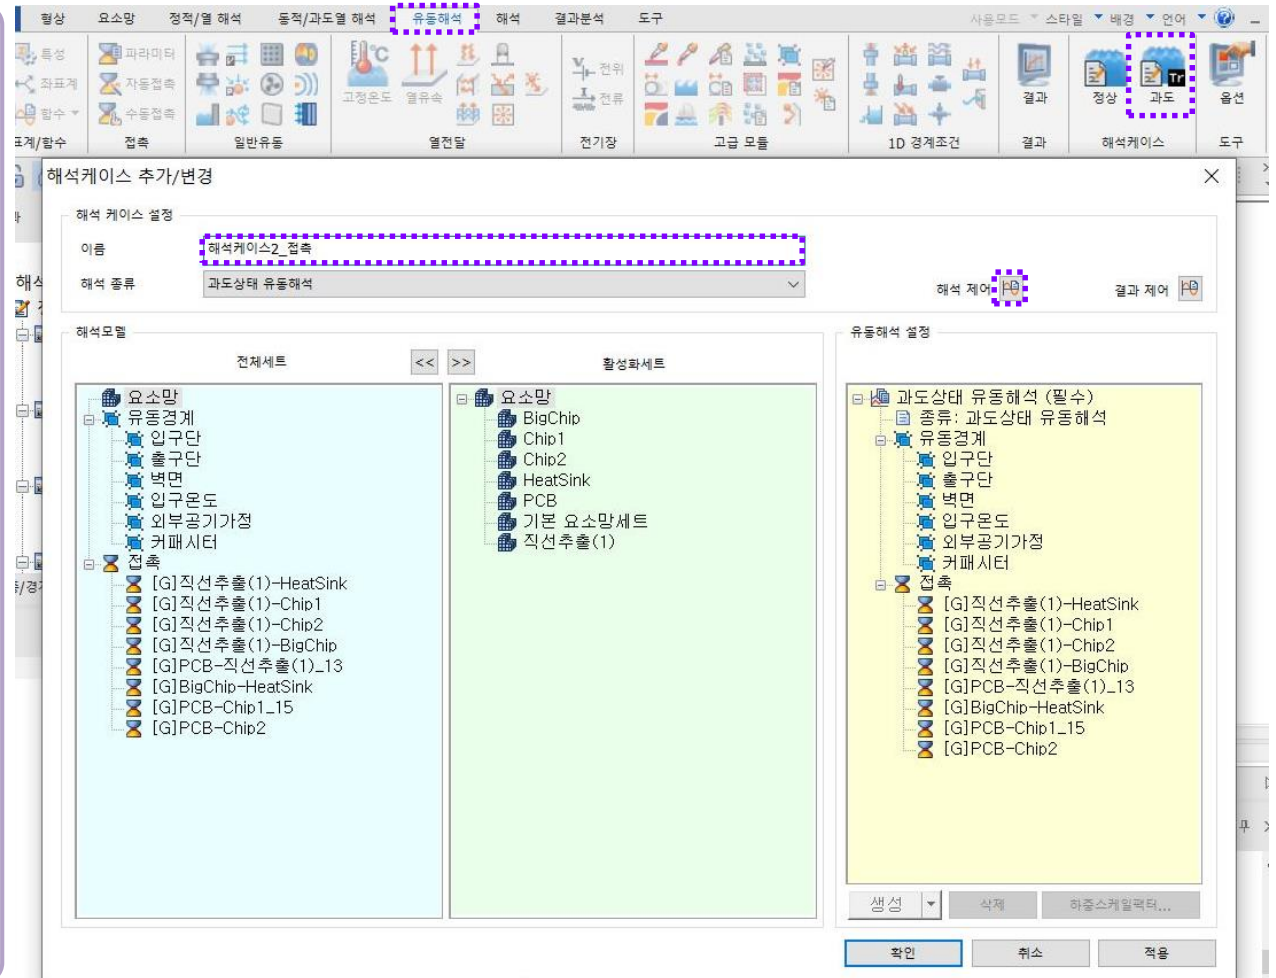 형상 요소망 정적/열 해석 동적/과도열 해석 유동해석 해석 결과분석 도구 사용모드 스타일 배경 언어
특성 파라미터
좌표계 자동접촉 고정온도 열유속 전위 결과 정상 과도 옵션
함수 수동접촉 전류
표계/함수 접촉 일반유동 열전달 전기장 고급 모듈 1D 경계조건 결과 해석케이스 도구
해석케이스 추가/변경
해석 케이스 설정
이름 해석케이스2_접촉
해석 종류 과도상태 유동해석 해석 제어 결과 제어
해석모델
전체세트 << >> 활성화세트
요소망
유동경계
입구단
출구단
벽면
입구온도
외부공기가정
커패시터
접촉
[G]직선추출(1)-HeatSink
[G]직선추출(1)-Chip1
[G]직선추출(1)-Chip2
[G]직선추출(1)-BigChip
[G]PCB-직선추출(1)_13
[G]BigChip-HeatSink
[G]PCB-Chip1_15
[G]PCB-Chip2
요소망
BigChip
Chip1
Chip2
HeatSink
PCB
기본 요소망세트
직선추출(1)
유동해석 설정
과도상태 유동해석 (필수)
종류: 과도상태 유동해석
유동경계
입구단
출구단
벽면
입구온도
외부공기가정
커패시터
접촉
[G]직선추출(1)-HeatSink
[G]직선추출(1)-Chip1
[G]직선추출(1)-Chip2
[G]직선추출(1)-BigChip
[G]PCB-직선추출(1)_13
[G]BigChip-HeatSink
[G]PCB-Chip1_15
[G]PCB-Chip2
생성 삭제 하중스케일팩터...
확인 취소 적용